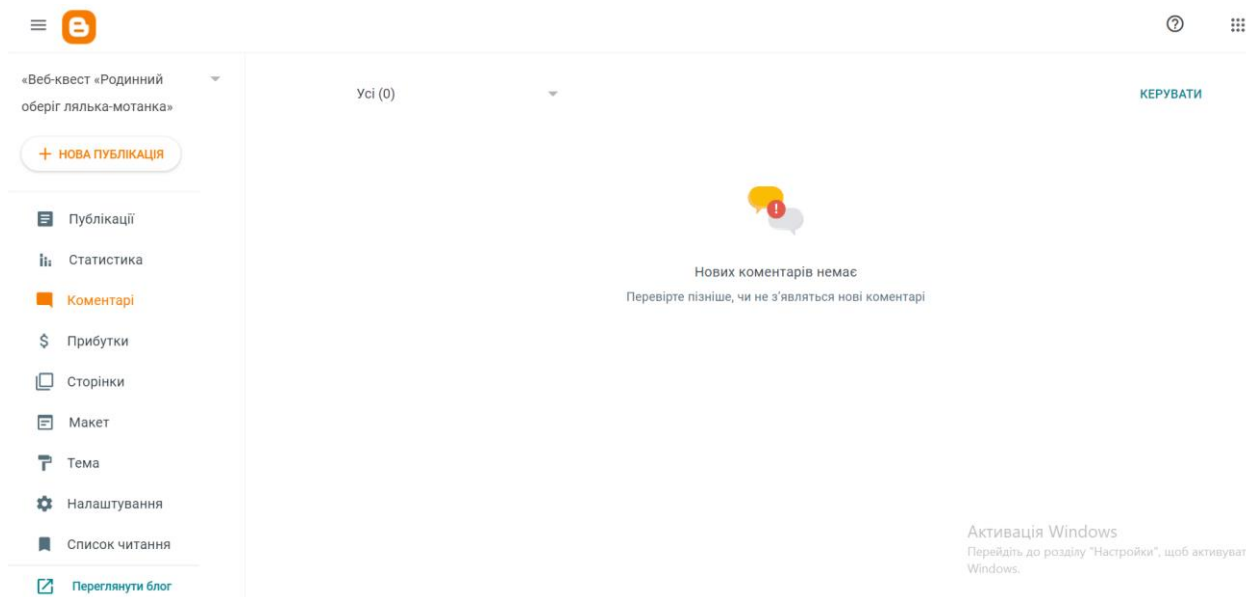 «Веб-квест «Родинний
оберіг лялька-мотанка»
Усі (0)
КЕРУВАТИ
+ НОВА ПУБЛІКАЦІЯ
Публікації
Статистика
Коментарі
Прибутки
Сторінки
Макет
Тема
Налаштування
Список читання
Переглянути блог
Нових коментарів немає
Перевірте пізніше, чи не з'являться нові коментарі
Активація Windows
Перейдіть до розділу "Настройки", щоб активуват
Windows.